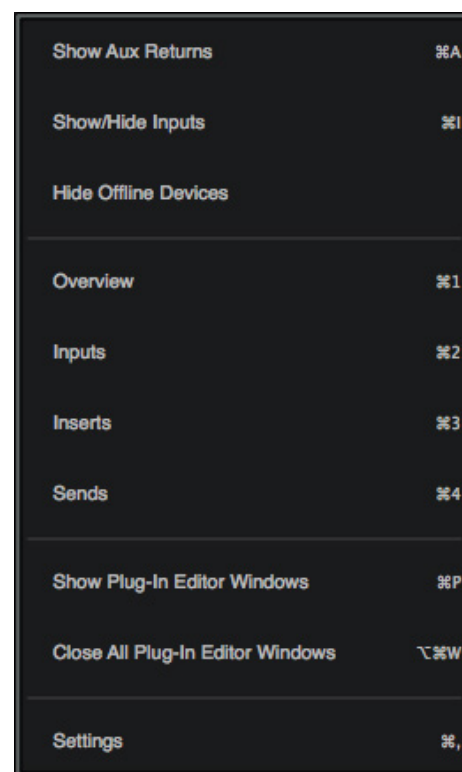 Show Aux Returns ⌘A
Show/Hide Inputs ⌘I
Hide Offline Devices
Overview ⌘1
Inputs ⌘2
Inserts ⌘3
Sends ⌘4
Show Plug-In Editor Windows ⌘P
Close All Plug-In Editor Windows ⌥⌘W
Settings ⌘,